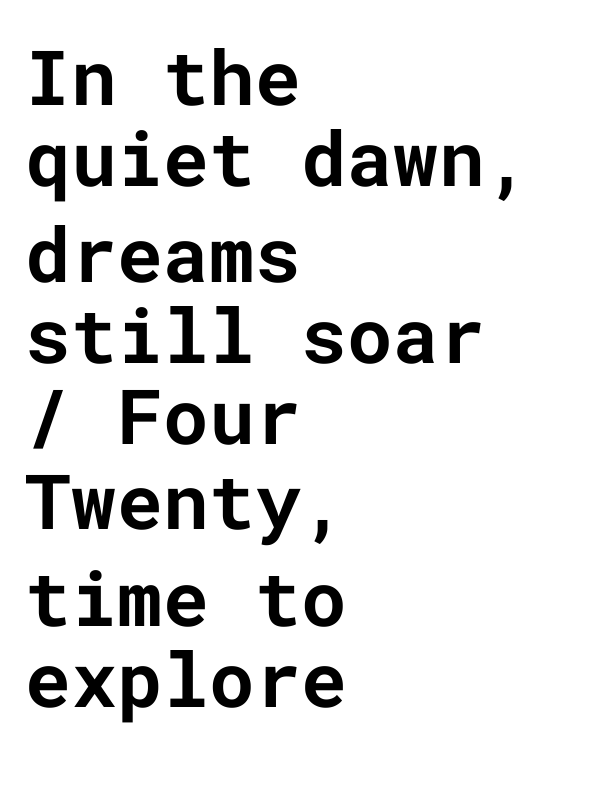 In the
quiet dawn,
dreams
still soar
/ Four
Twenty,
time to
explore